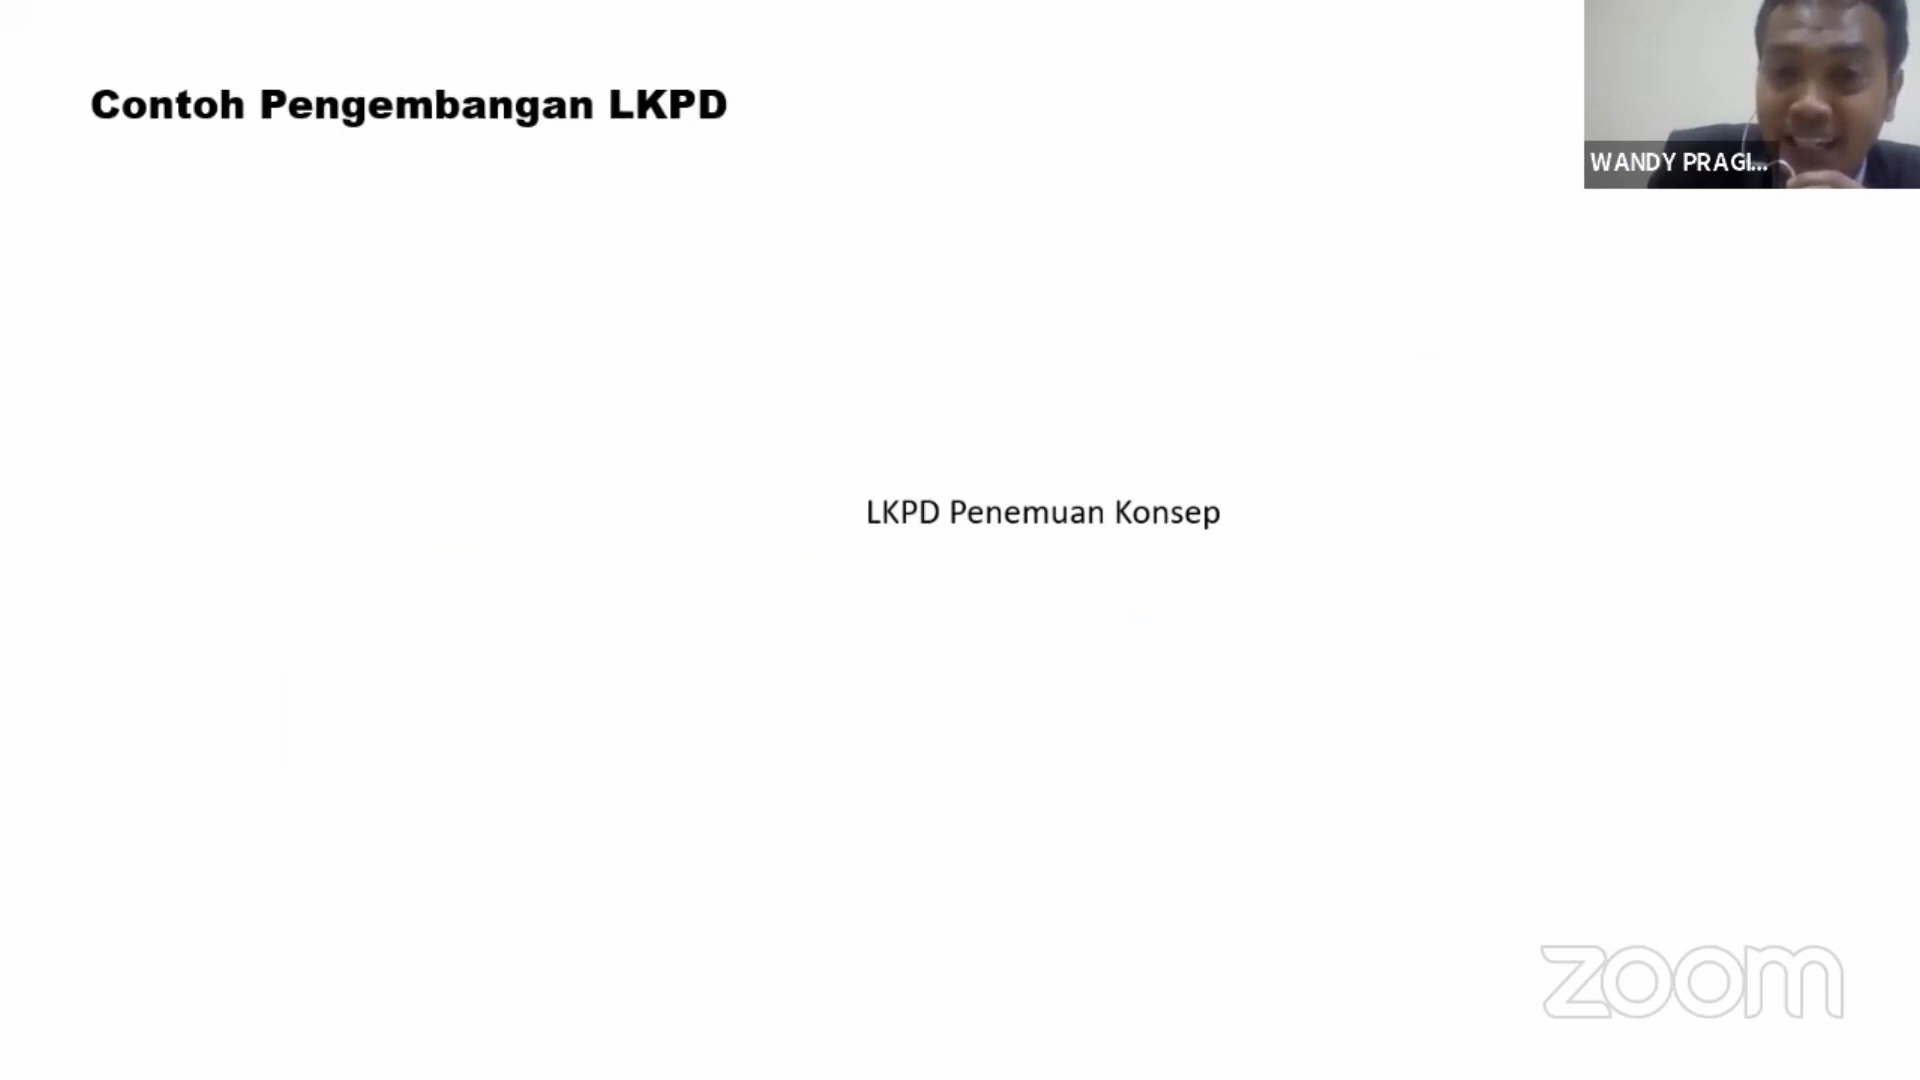 Contoh Pengembangan LKPD
WANDY PRAGI...
LKPD Penemuan Konsep
zoom